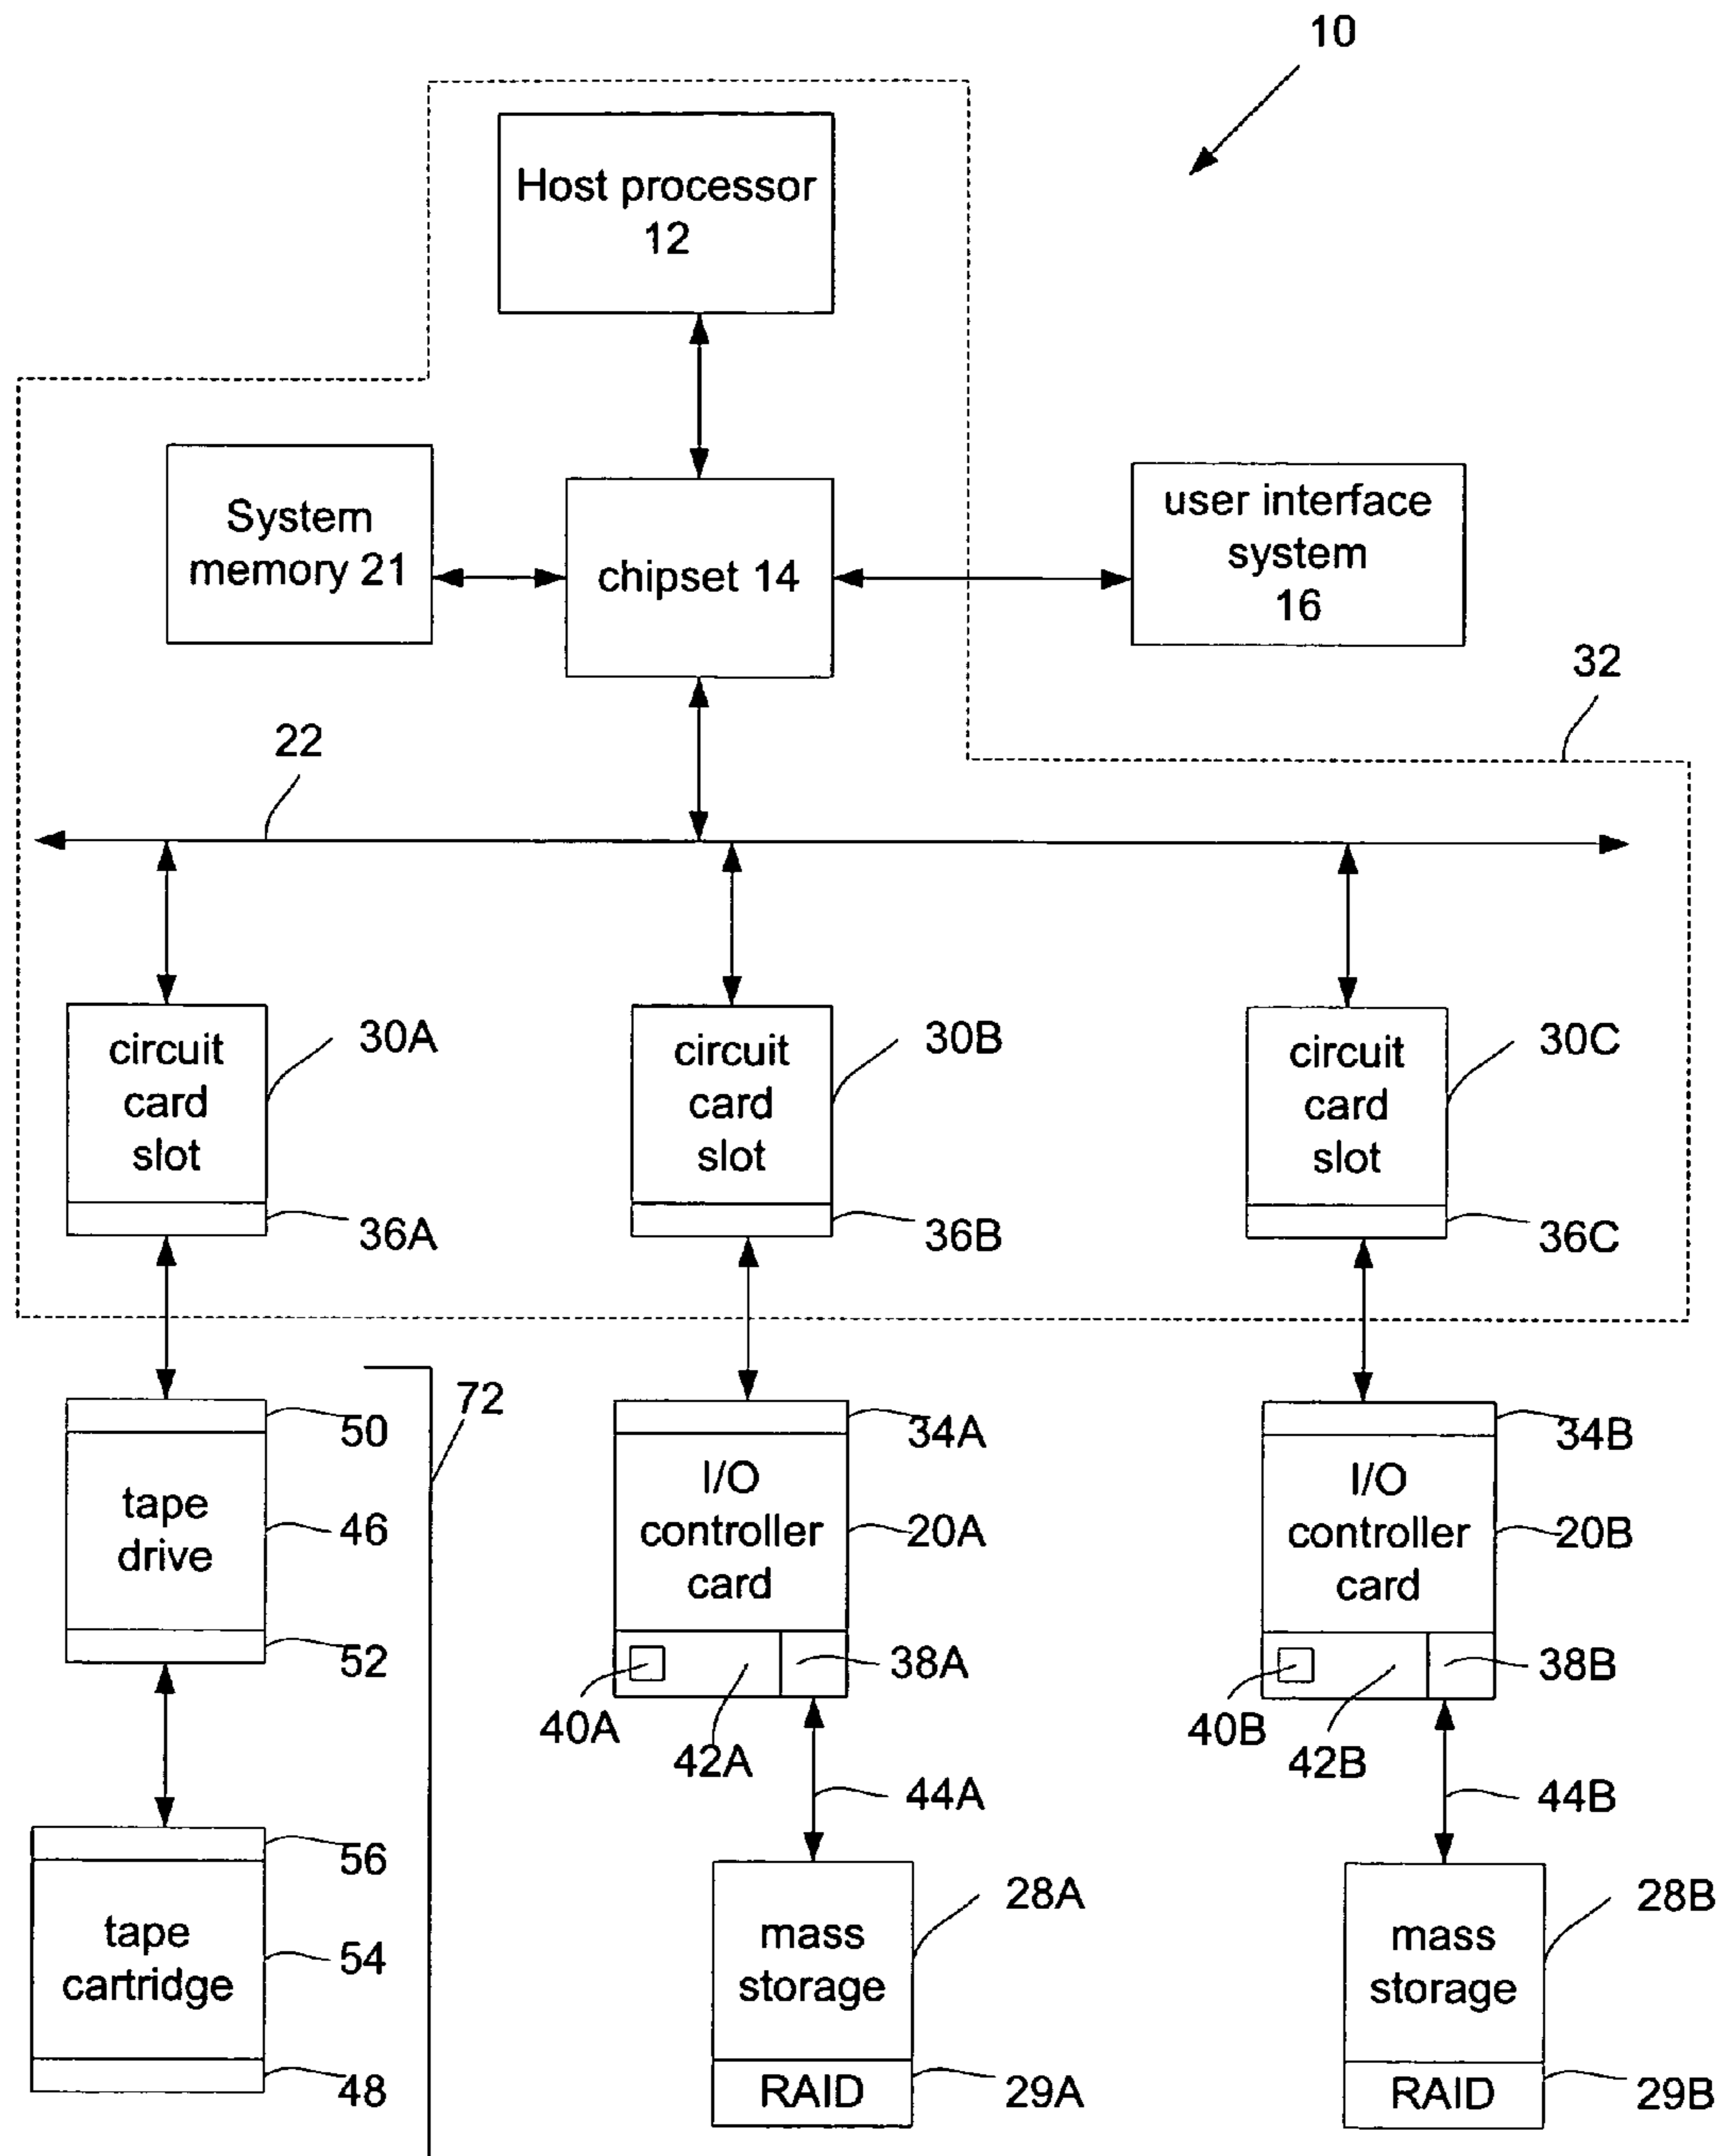 10
Host processor
12
System
memory 21
chipset 14
user interface
system
16
32
22
circuit
card
slot
30A
36A
circuit
card
slot
30B
36B
circuit
card
slot
30C
36C
72
50
tape
drive
46
52
34A
I/O
controller
card
20A
38A
40A
42A
34B
I/O
controller
card
20B
38B
40B
42B
44A
44B
56
tape
cartridge
54
48
mass
storage
28A
RAID
29A
mass
storage
28B
RAID
29B